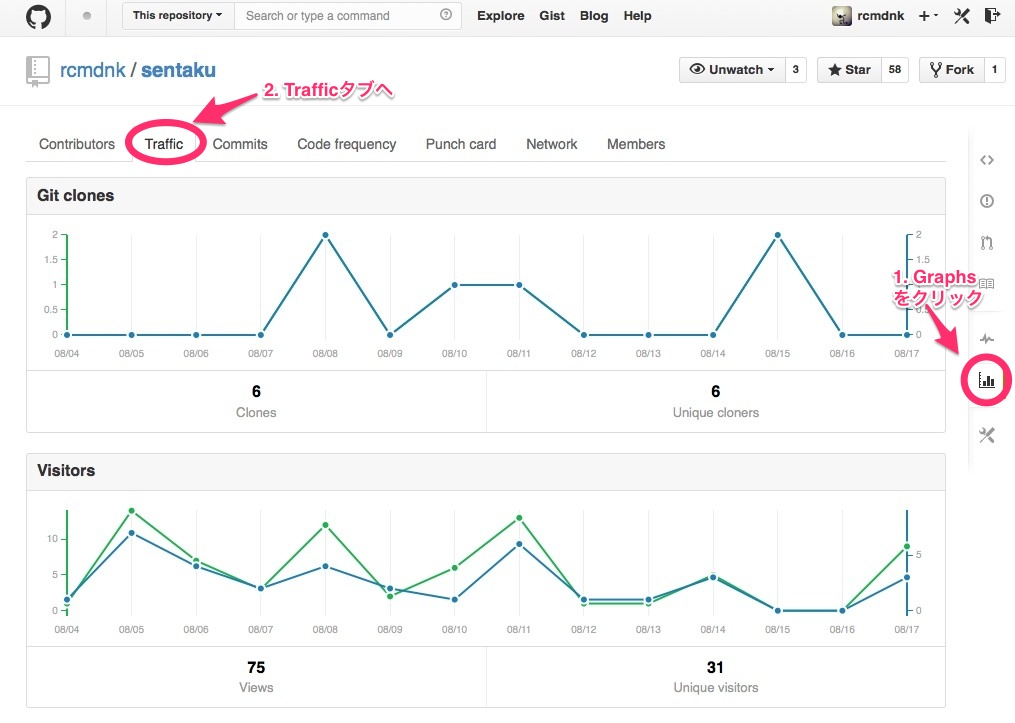 This repository
Search or type a command
Explore Gist Blog Help
rcmdnk
rcmdnk / sentaku
Unwatch 3
Star 58
Fork 1
2. Trafficタブへ
Contributors Traffic Commits Code frequency Punch card Network Members
Git clones
2
1.5
1
0.5
0
2
1.5
0.5
0
1. Graphs
をクリック
08/04 08/05 08/06 08/07 08/08 08/09 08/10 08/11 08/12 08/13 08/14 08/15 08/16 08/17
6
Clones
6
Unique cloners
Visitors
10
5
0
5
0
08/04 08/05 08/06 08/07 08/08 08/09 08/10 08/11 08/12 08/13 08/14 08/15 08/16 08/17
75
Views
31
Unique visitors